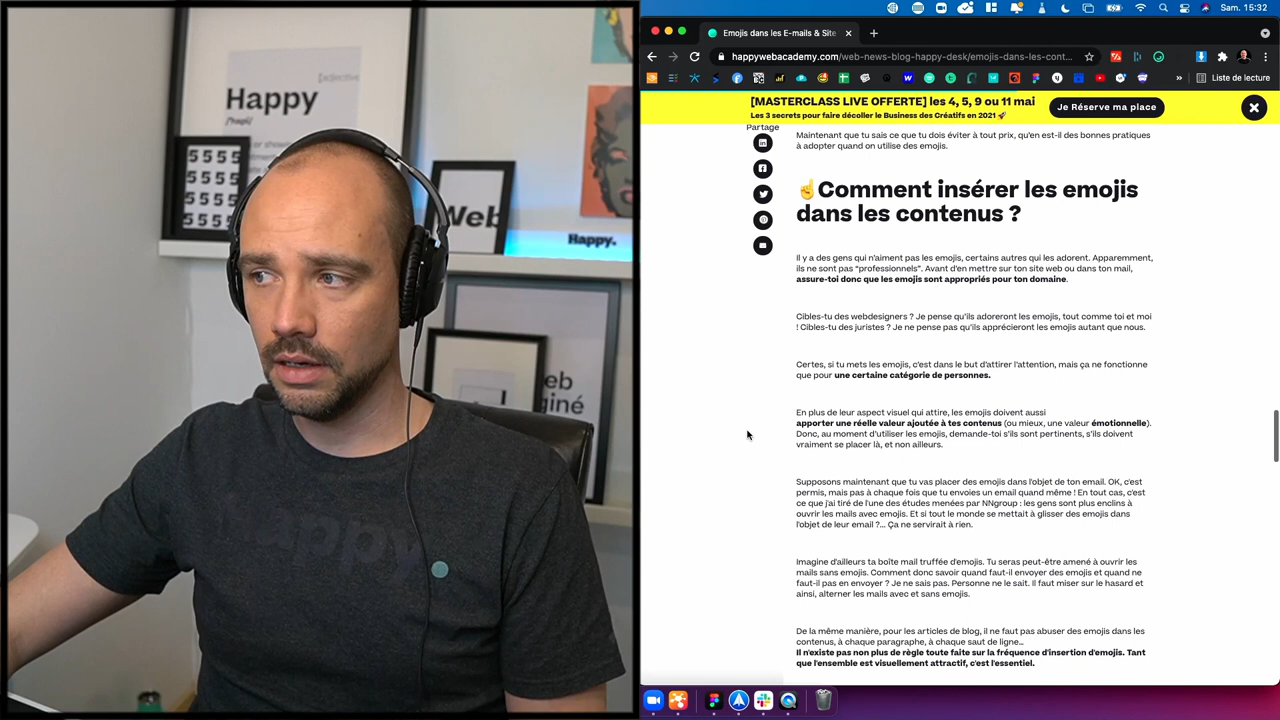 [adjective]
Happy
/'hæpi/
5 5 5 5
5 5 5 5
5 5 5 5
5 5 5 5
Web
Happy.
Sam. 15:32
Emojis dans les E-mails & Site
happywebacademy.com/web-news-blog-happy-desk/emojis-dans-les-cont...
Liste de lecture
[MASTERCLASS LIVE OFFERTE] les 4, 5, 9 ou 11 mai
Les 3 secrets pour faire décoller le Business des Créatifs en 2021 🚀
Je Réserve ma place
Partage
Maintenant que tu sais ce que tu dois éviter à tout prix, qu'en est-il des bonnes pratiques
à adopter quand on utilise des emojis.
☝️Comment insérer les emojis
dans les contenus ?
Il y a des gens qui n'aiment pas les emojis, certains autres qui les adorent. Apparemment,
ils ne sont pas "professionnels". Avant d'en mettre sur ton site web ou dans ton mail,
assure-toi donc que les emojis sont appropriés pour ton domaine.
Cibles-tu des webdesigners ? Je pense qu'ils adoreront les emojis, tout comme toi et moi
! Cibles-tu des juristes ? Je ne pense pas qu'ils apprécieront les emojis autant que nous.
Certes, si tu mets les emojis, c'est dans le but d'attirer l'attention, mais ça ne fonctionne
que pour une certaine catégorie de personnes.
En plus de leur aspect visuel qui attire, les emojis doivent aussi
apporter une réelle valeur ajoutée à tes contenus (ou mieux, une valeur émotionnelle).
Donc, au moment d'utiliser les emojis, demande-toi s'ils sont pertinents, s'ils doivent
vraiment se placer là, et non ailleurs.
Supposons maintenant que tu vas placer des emojis dans l'objet de ton email. OK, c'est
permis, mais pas à chaque fois que tu envoies un email quand même ! En tout cas, c'est
ce que j'ai tiré de l'une des études menées par NNgroup : les gens sont plus enclins à
ouvrir les mails avec emojis. Et si tout le monde se mettait à glisser des emojis dans
l'objet de leur email ?... Ça ne servirait à rien.
Imagine d'ailleurs ta boîte mail truffée d'emojis. Tu seras peut-être amené à ouvrir les
mails sans emojis. Comment donc savoir quand faut-il envoyer des emojis et quand ne
faut-il pas en envoyer ? Je ne sais pas. Personne ne le sait. Il faut miser sur le hasard et
ainsi, alterner les mails avec et sans emojis.
De la même manière, pour les articles de blog, il ne faut pas abuser des emojis dans les
contenus, à chaque paragraphe, à chaque saut de ligne...
Il n'existe pas non plus de règle toute faite sur la fréquence d'insertion d'emojis. Tant
que l'ensemble est visuellement attractif, c'est l'essentiel.